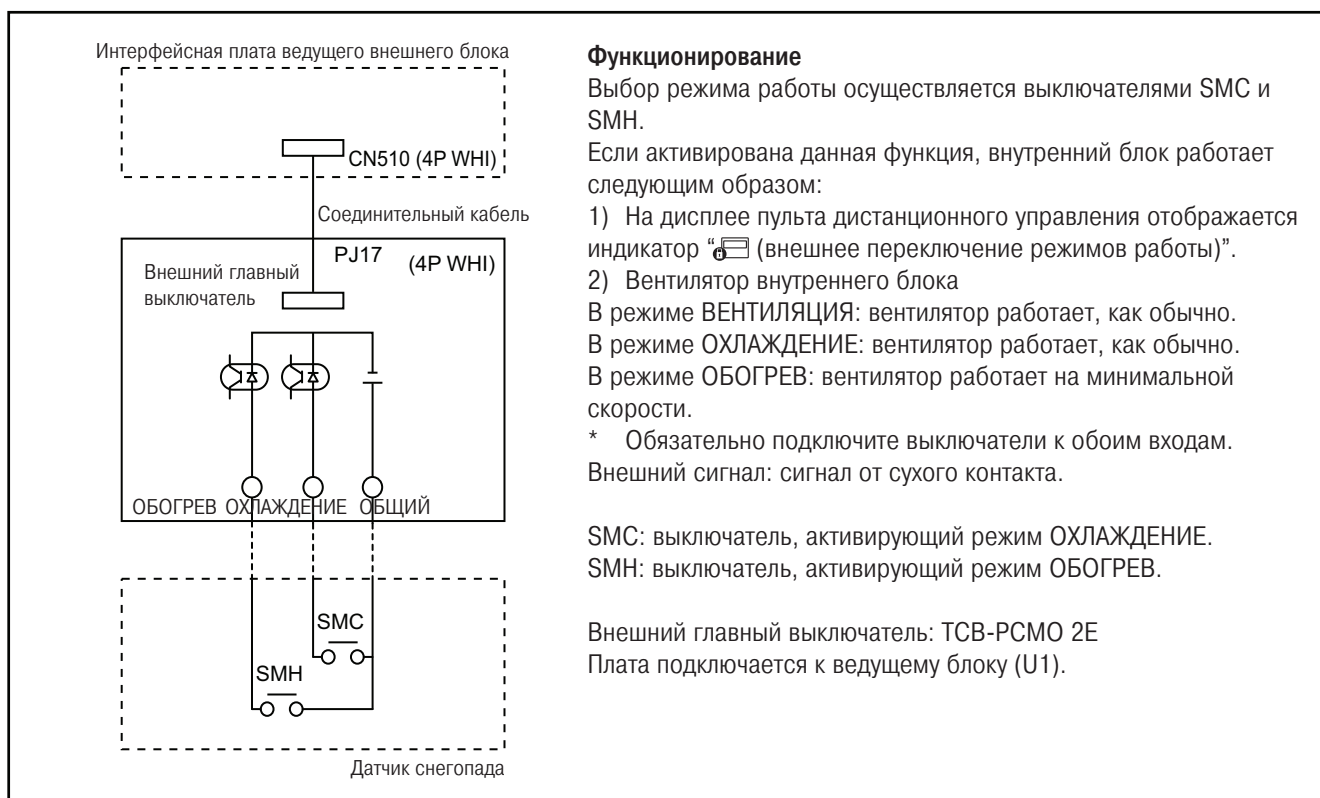 Интерфейсная плата ведущего внешнего блока
CN510 (4P WHI)
Соединительный кабель
PJ17 (4P WHI)
Внешний главный
выключатель
ОБОГРЕВ ОХЛАЖДЕНИЕ ОБЩИЙ
SMC
SMH
Датчик снегопада
Функционирование
Выбор режима работы осуществляется выключателями SMC и
SMH.
Если активирована данная функция, внутренний блок работает
следующим образом:
1) На дисплее пульта дистанционного управления отображается
индикатор “ (внешнее переключение режимов работы)”.
2) Вентилятор внутреннего блока
В режиме ВЕНТИЛЯЦИЯ: вентилятор работает, как обычно.
В режиме ОХЛАЖДЕНИЕ: вентилятор работает, как обычно.
В режиме ОБОГРЕВ: вентилятор работает на минимальной
скорости.
* Обязательно подключите выключатели к обоим входам.
Внешний сигнал: сигнал от сухого контакта.
SMC: выключатель, активирующий режим ОХЛАЖДЕНИЕ.
SMH: выключатель, активирующий режим ОБОГРЕВ.
Внешний главный выключатель: TCB-PCMO 2E
Плата подключается к ведущему блоку (U1).